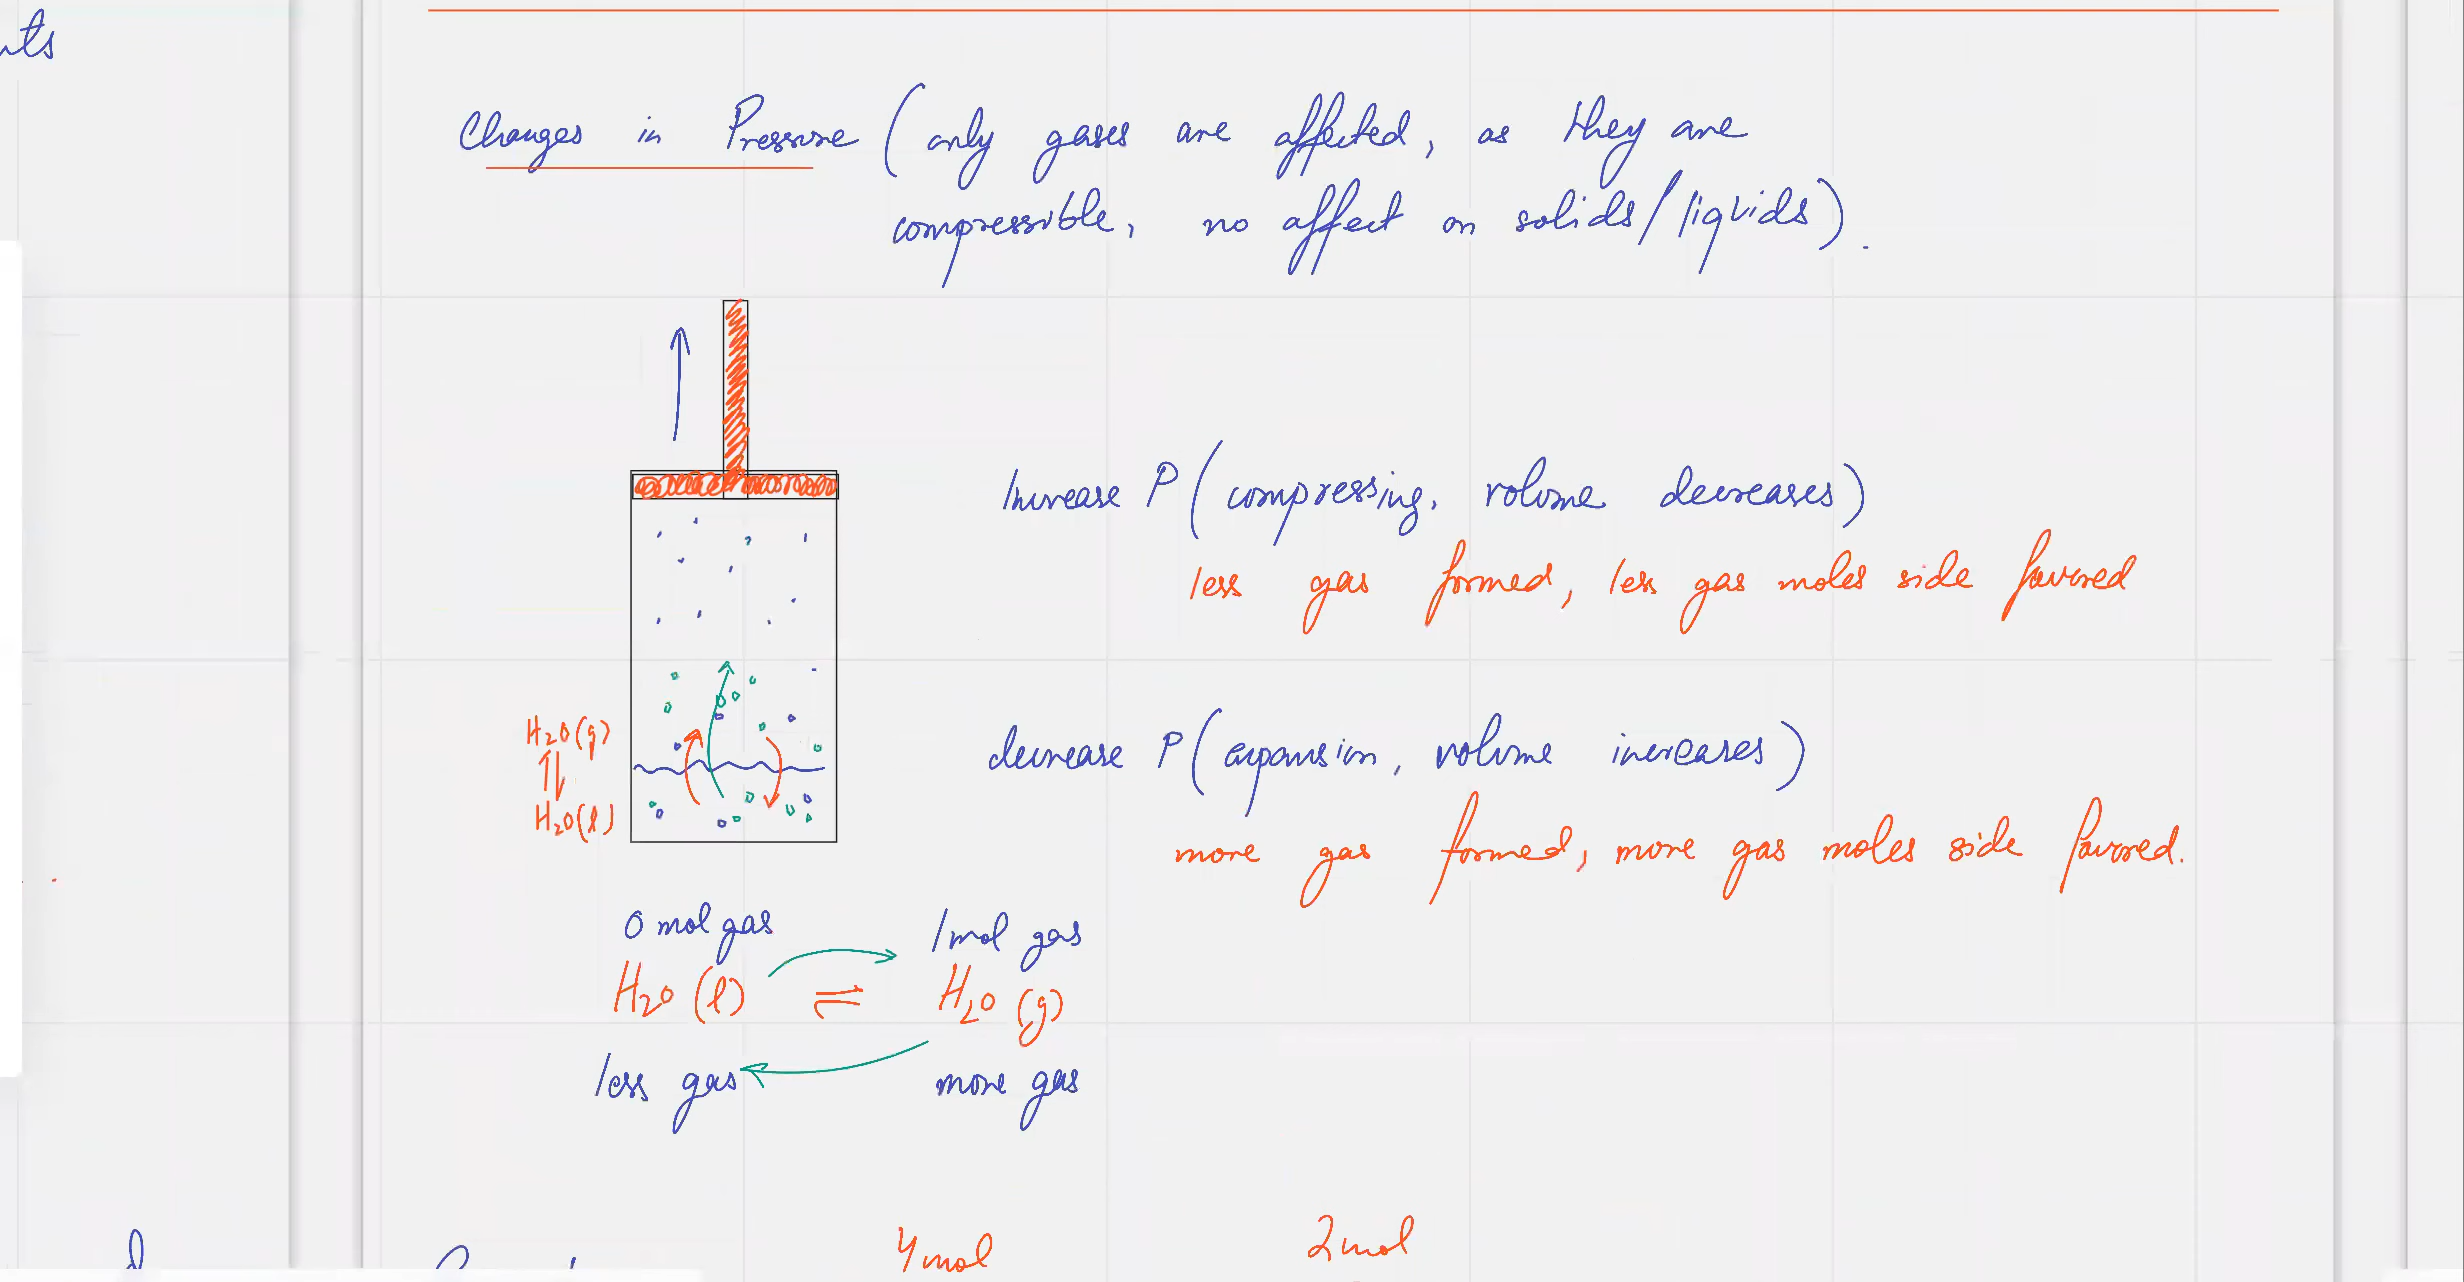 nts
Changes in Pressure (only gases are affected, as they are
compressible, no affect on solids/liquids).
Increase P (compressing, volume decreases)
less gas formed, less gas moles side favored
H₂O(g)
⇅
H₂O(l)
decrease P (expansion, volume increases)
more gas formed, more gas moles side favored.
0 mol gas 1 mol gas
H₂O (l) ⇌ H₂O (g)
less gas more gas
4 mol 2 mol